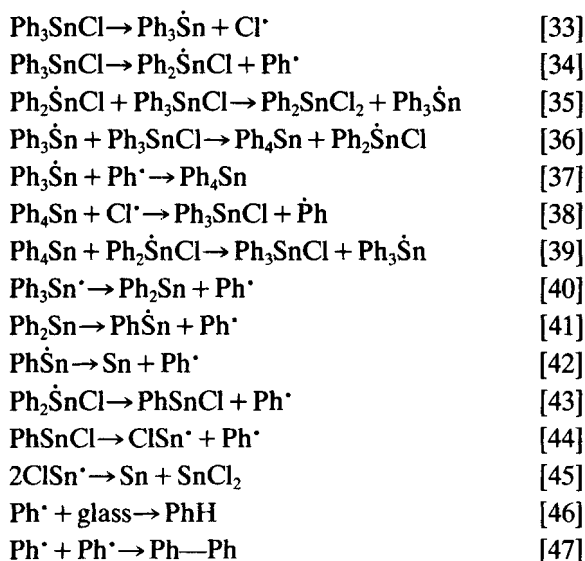 Ph₃SnCl→Ph₃Ṡn + Cl˙ [33]
Ph₃SnCl→Ph₂ṠnCl + Ph˙ [34]
Ph₂ṠnCl + Ph₃SnCl→Ph₂SnCl₂ + Ph₃Ṡn [35]
Ph₃Ṡn + Ph₃SnCl→Ph₄Sn + Ph₂ṠnCl [36]
Ph₃Ṡn + Ph˙→Ph₄Sn [37]
Ph₄Sn + Cl˙→Ph₃SnCl + Ṗh [38]
Ph₄Sn + Ph₂ṠnCl→Ph₃SnCl + Ph₃Ṡn [39]
Ph₃Sn˙→Ph₂Sn + Ph˙ [40]
Ph₂Sn→PhṠn + Ph˙ [41]
PhṠn→Sn + Ph˙ [42]
Ph₂ṠnCl→PhSnCl + Ph˙ [43]
PhSnCl→ClSn˙ + Ph˙ [44]
2ClSn˙→Sn + SnCl₂ [45]
Ph˙ + glass→PhH [46]
Ph˙ + Ph˙→Ph—Ph [47]